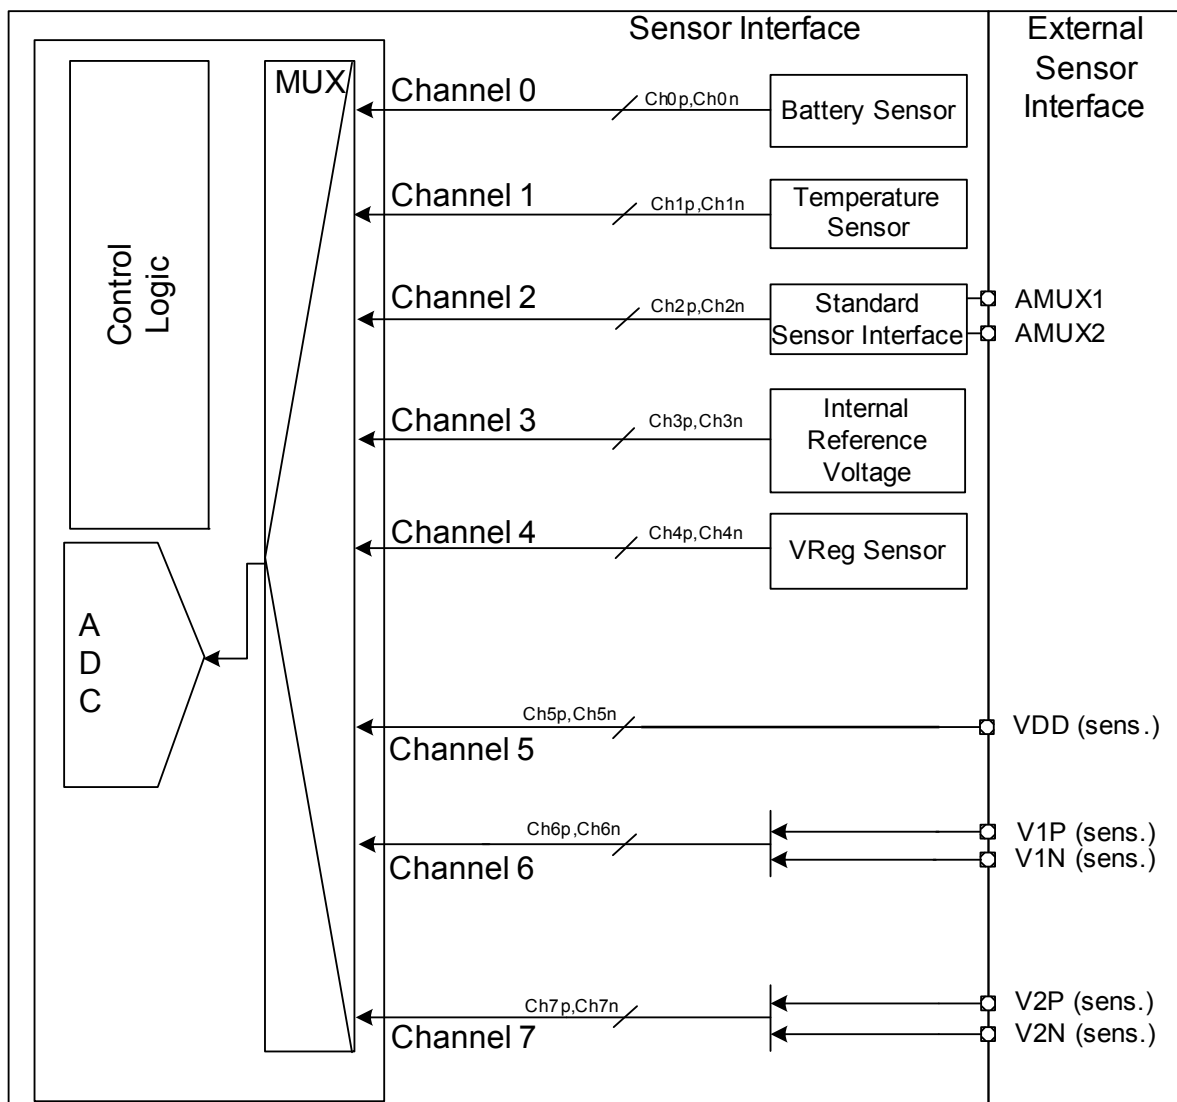 Sensor Interface
External
Sensor
Interface
MUX
Control
Logic
A
D
C
Channel 0
Ch0p,Ch0n
Battery Sensor
Channel 1
Ch1p,Ch1n
Temperature
Sensor
Channel 2
Ch2p,Ch2n
Standard
Sensor Interface
AMUX1
AMUX2
Channel 3
Ch3p,Ch3n
Internal
Reference
Voltage
Channel 4
Ch4p,Ch4n
VReg Sensor
Ch5p,Ch5n
Channel 5
VDD (sens.)
Ch6p,Ch6n
Channel 6
V1P (sens.)
V1N (sens.)
Ch7p,Ch7n
Channel 7
V2P (sens.)
V2N (sens.)